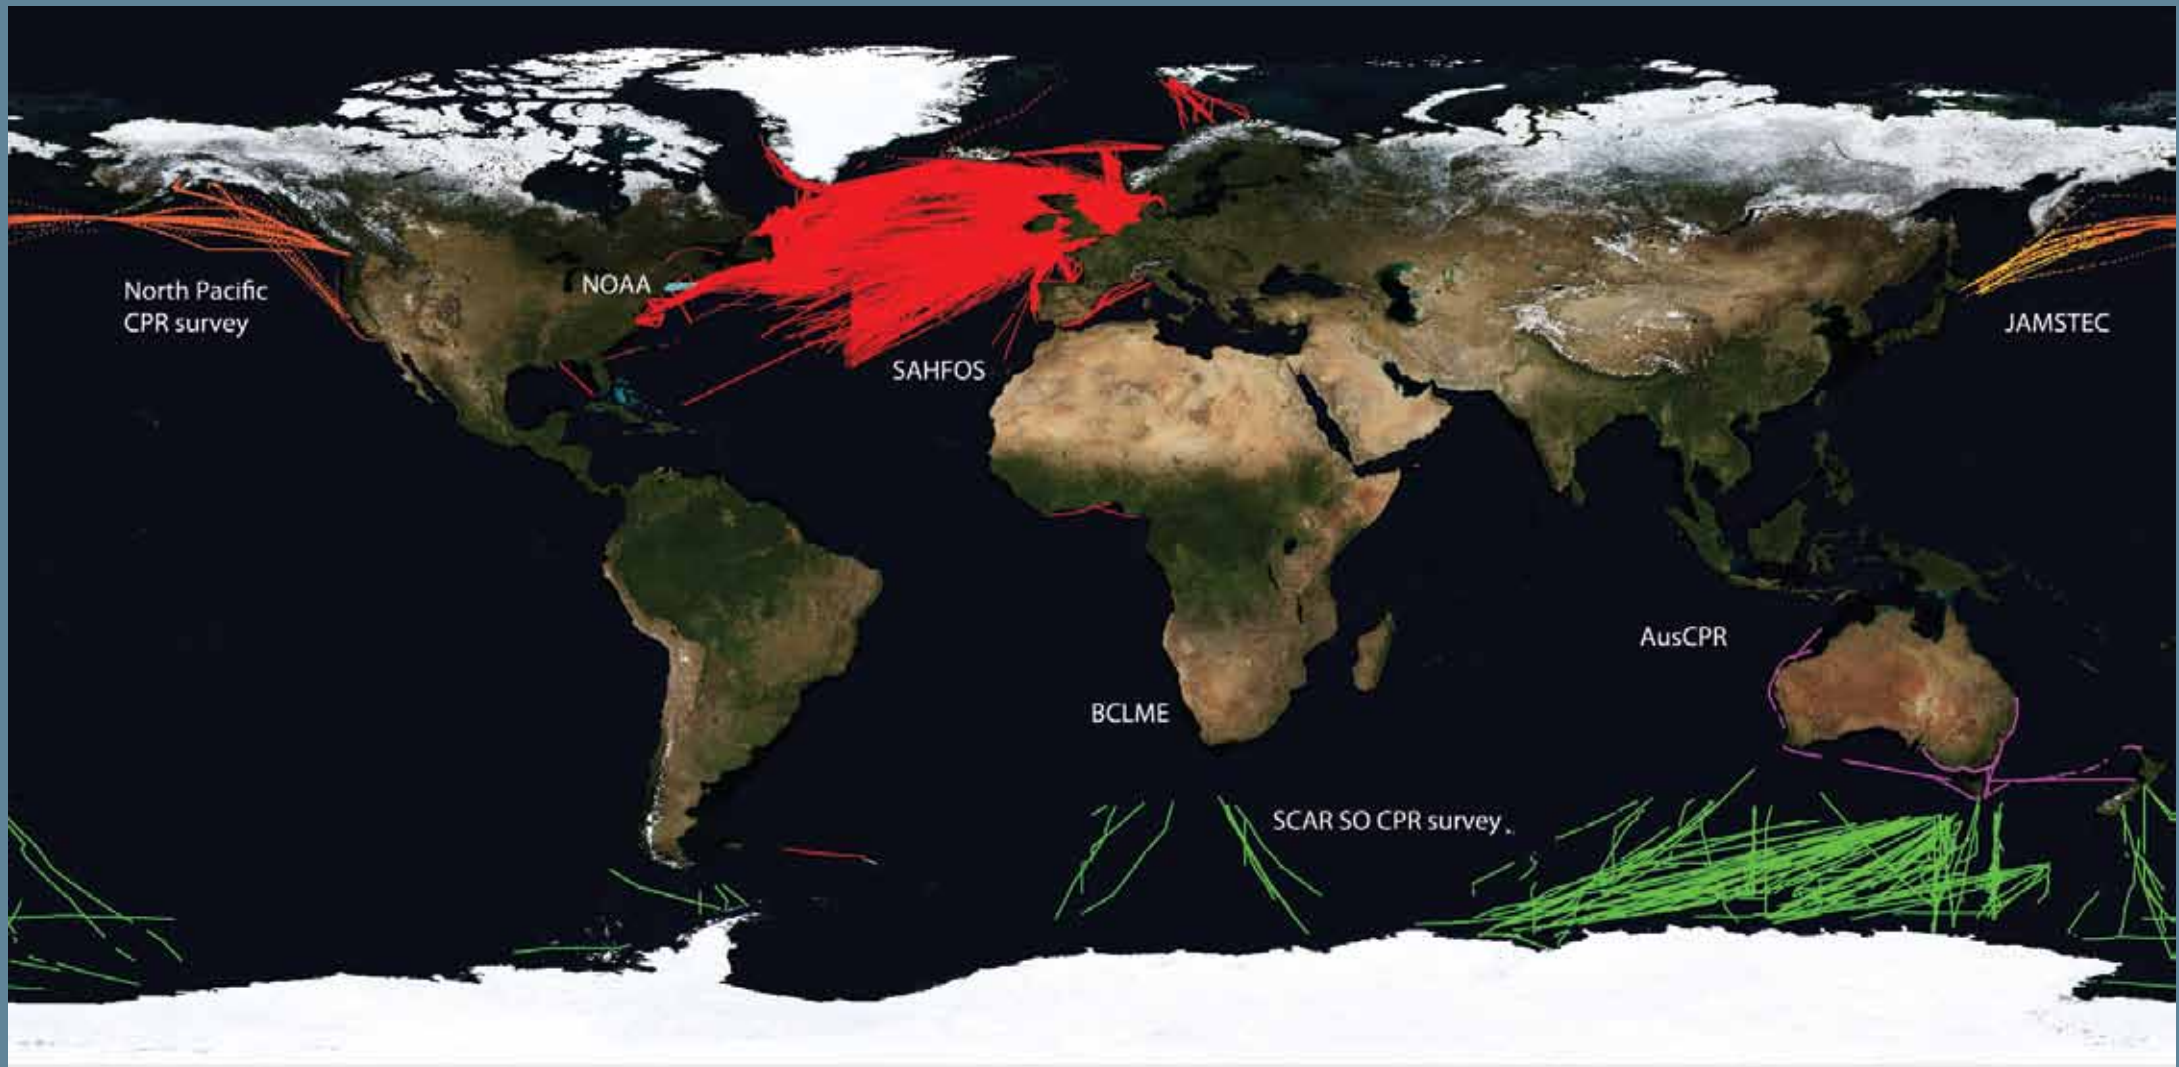 NOAA
North Pacific
CPR survey
JAMSTEC
SAHFOS
AusCPR
BCLME
SCAR SO CPR survey